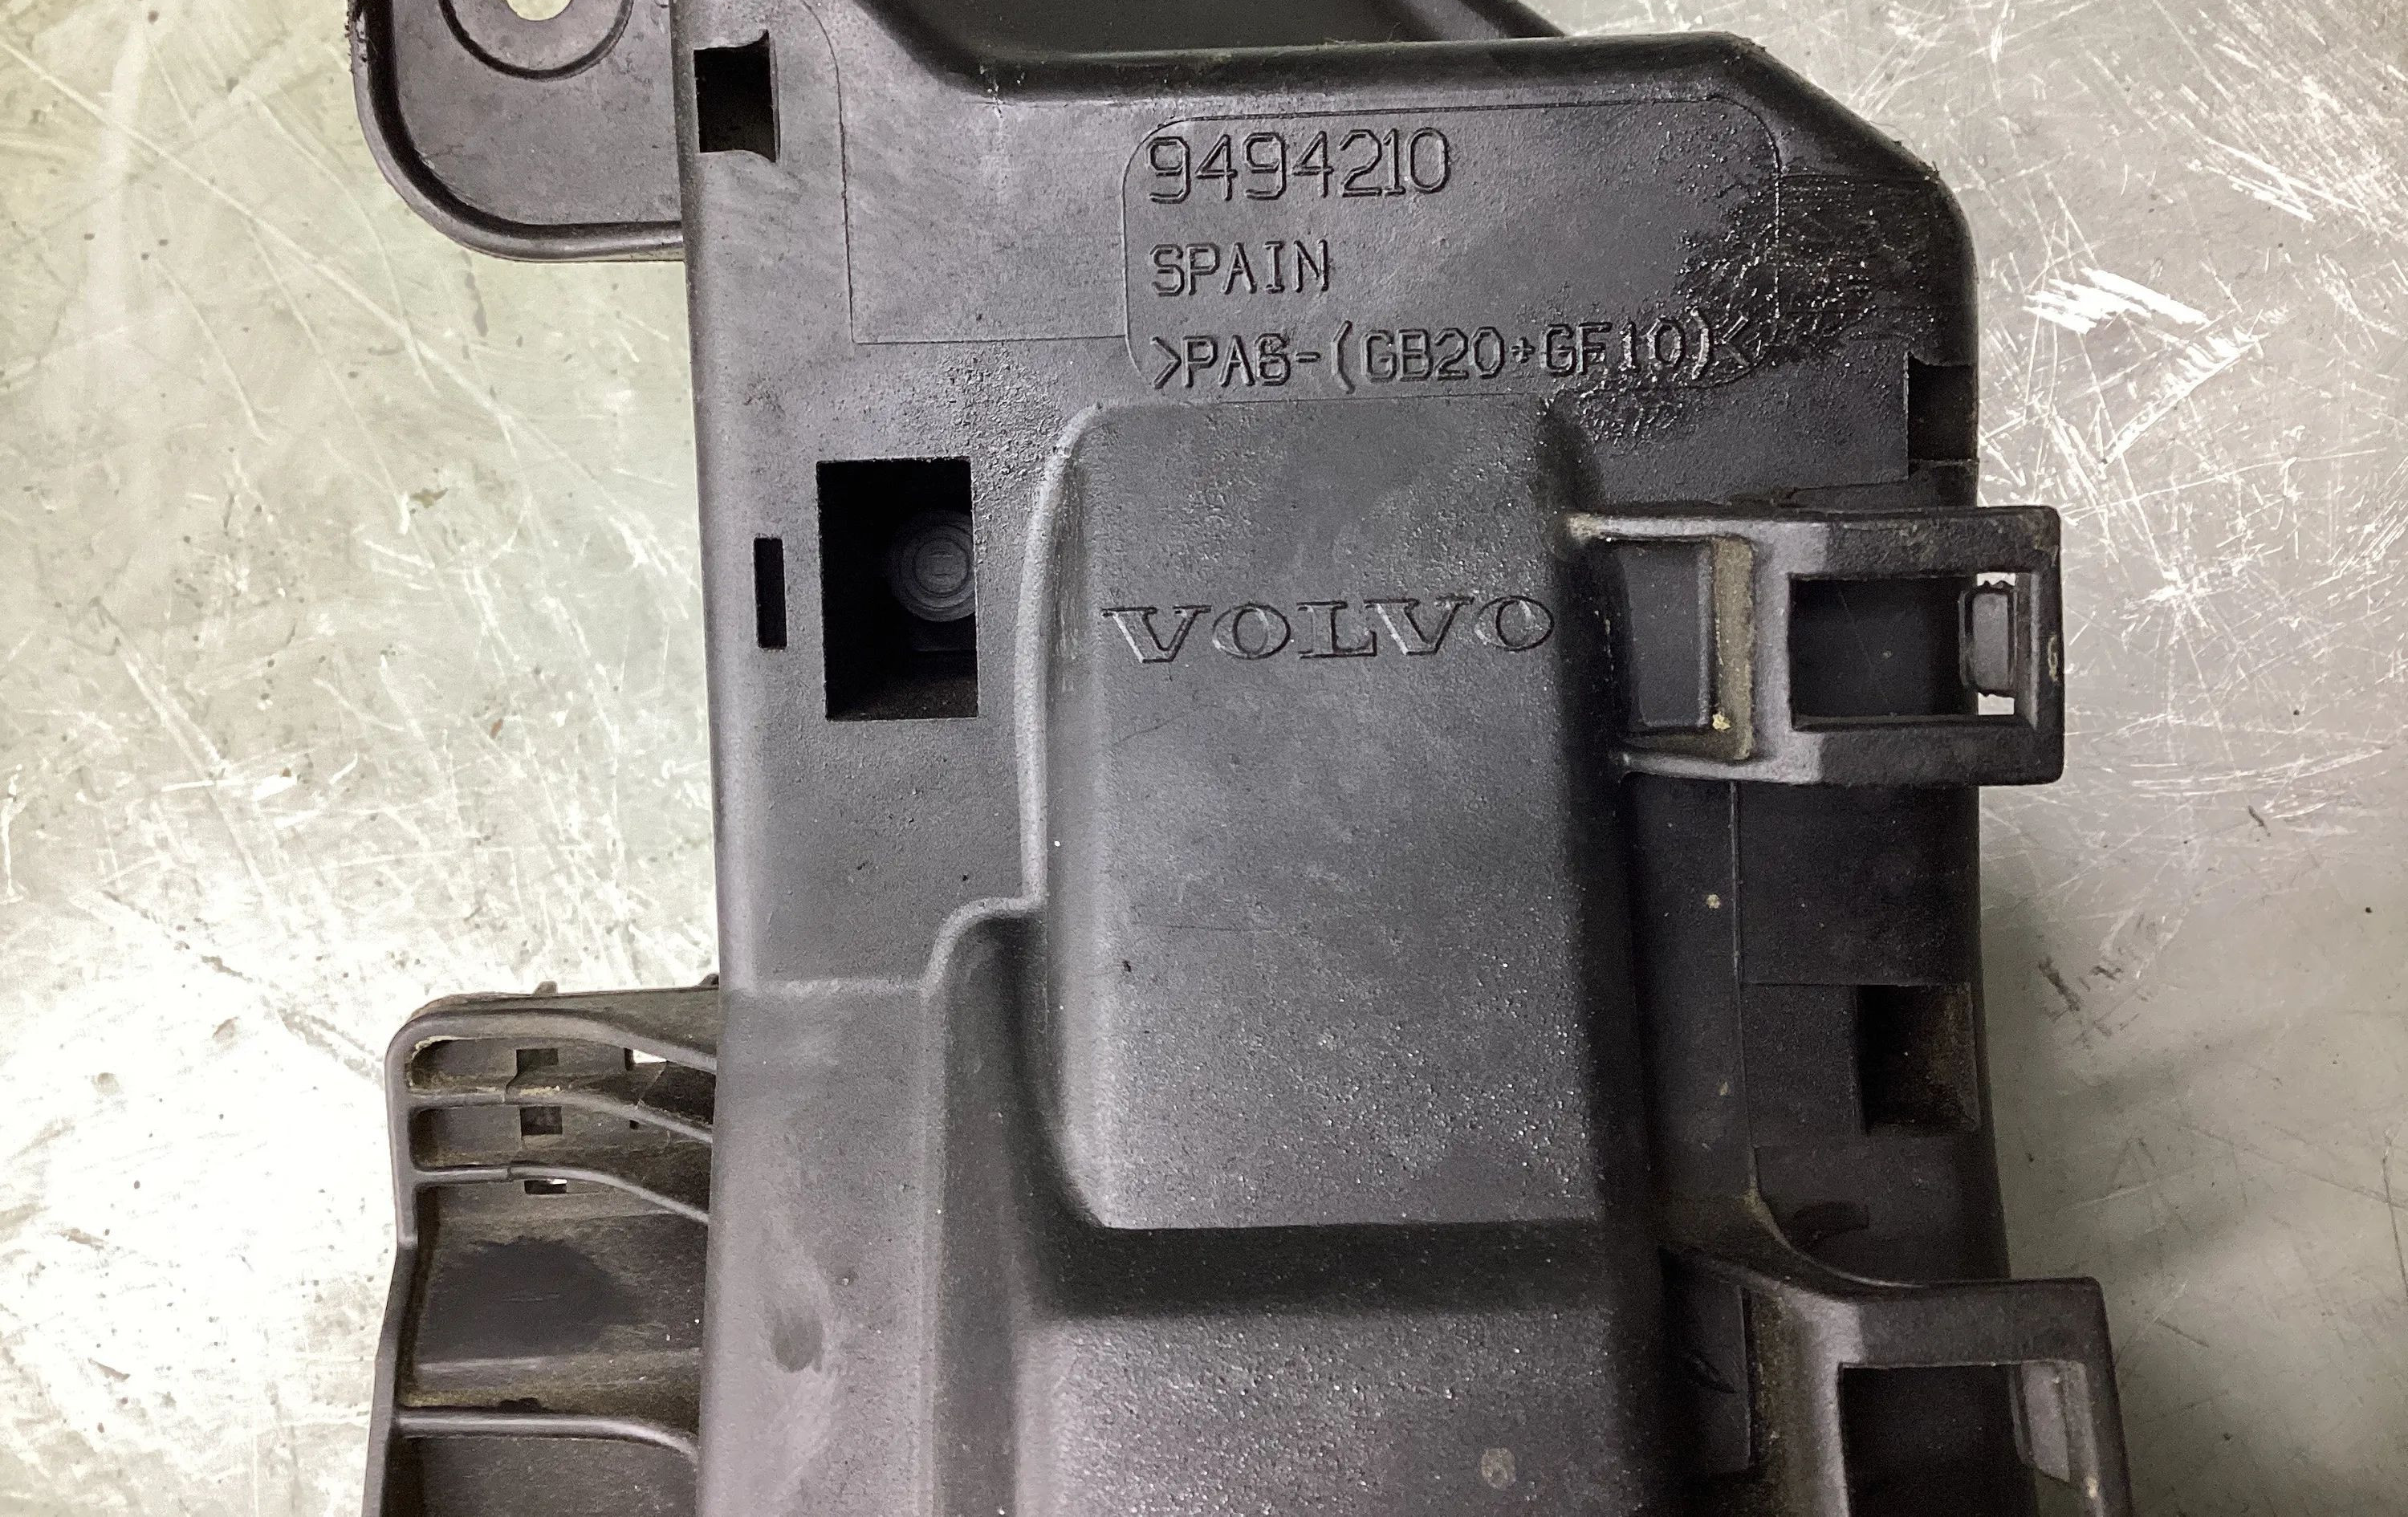 9494210
SPAIN
>PA6-(GB20+GF10)<
VOLVO